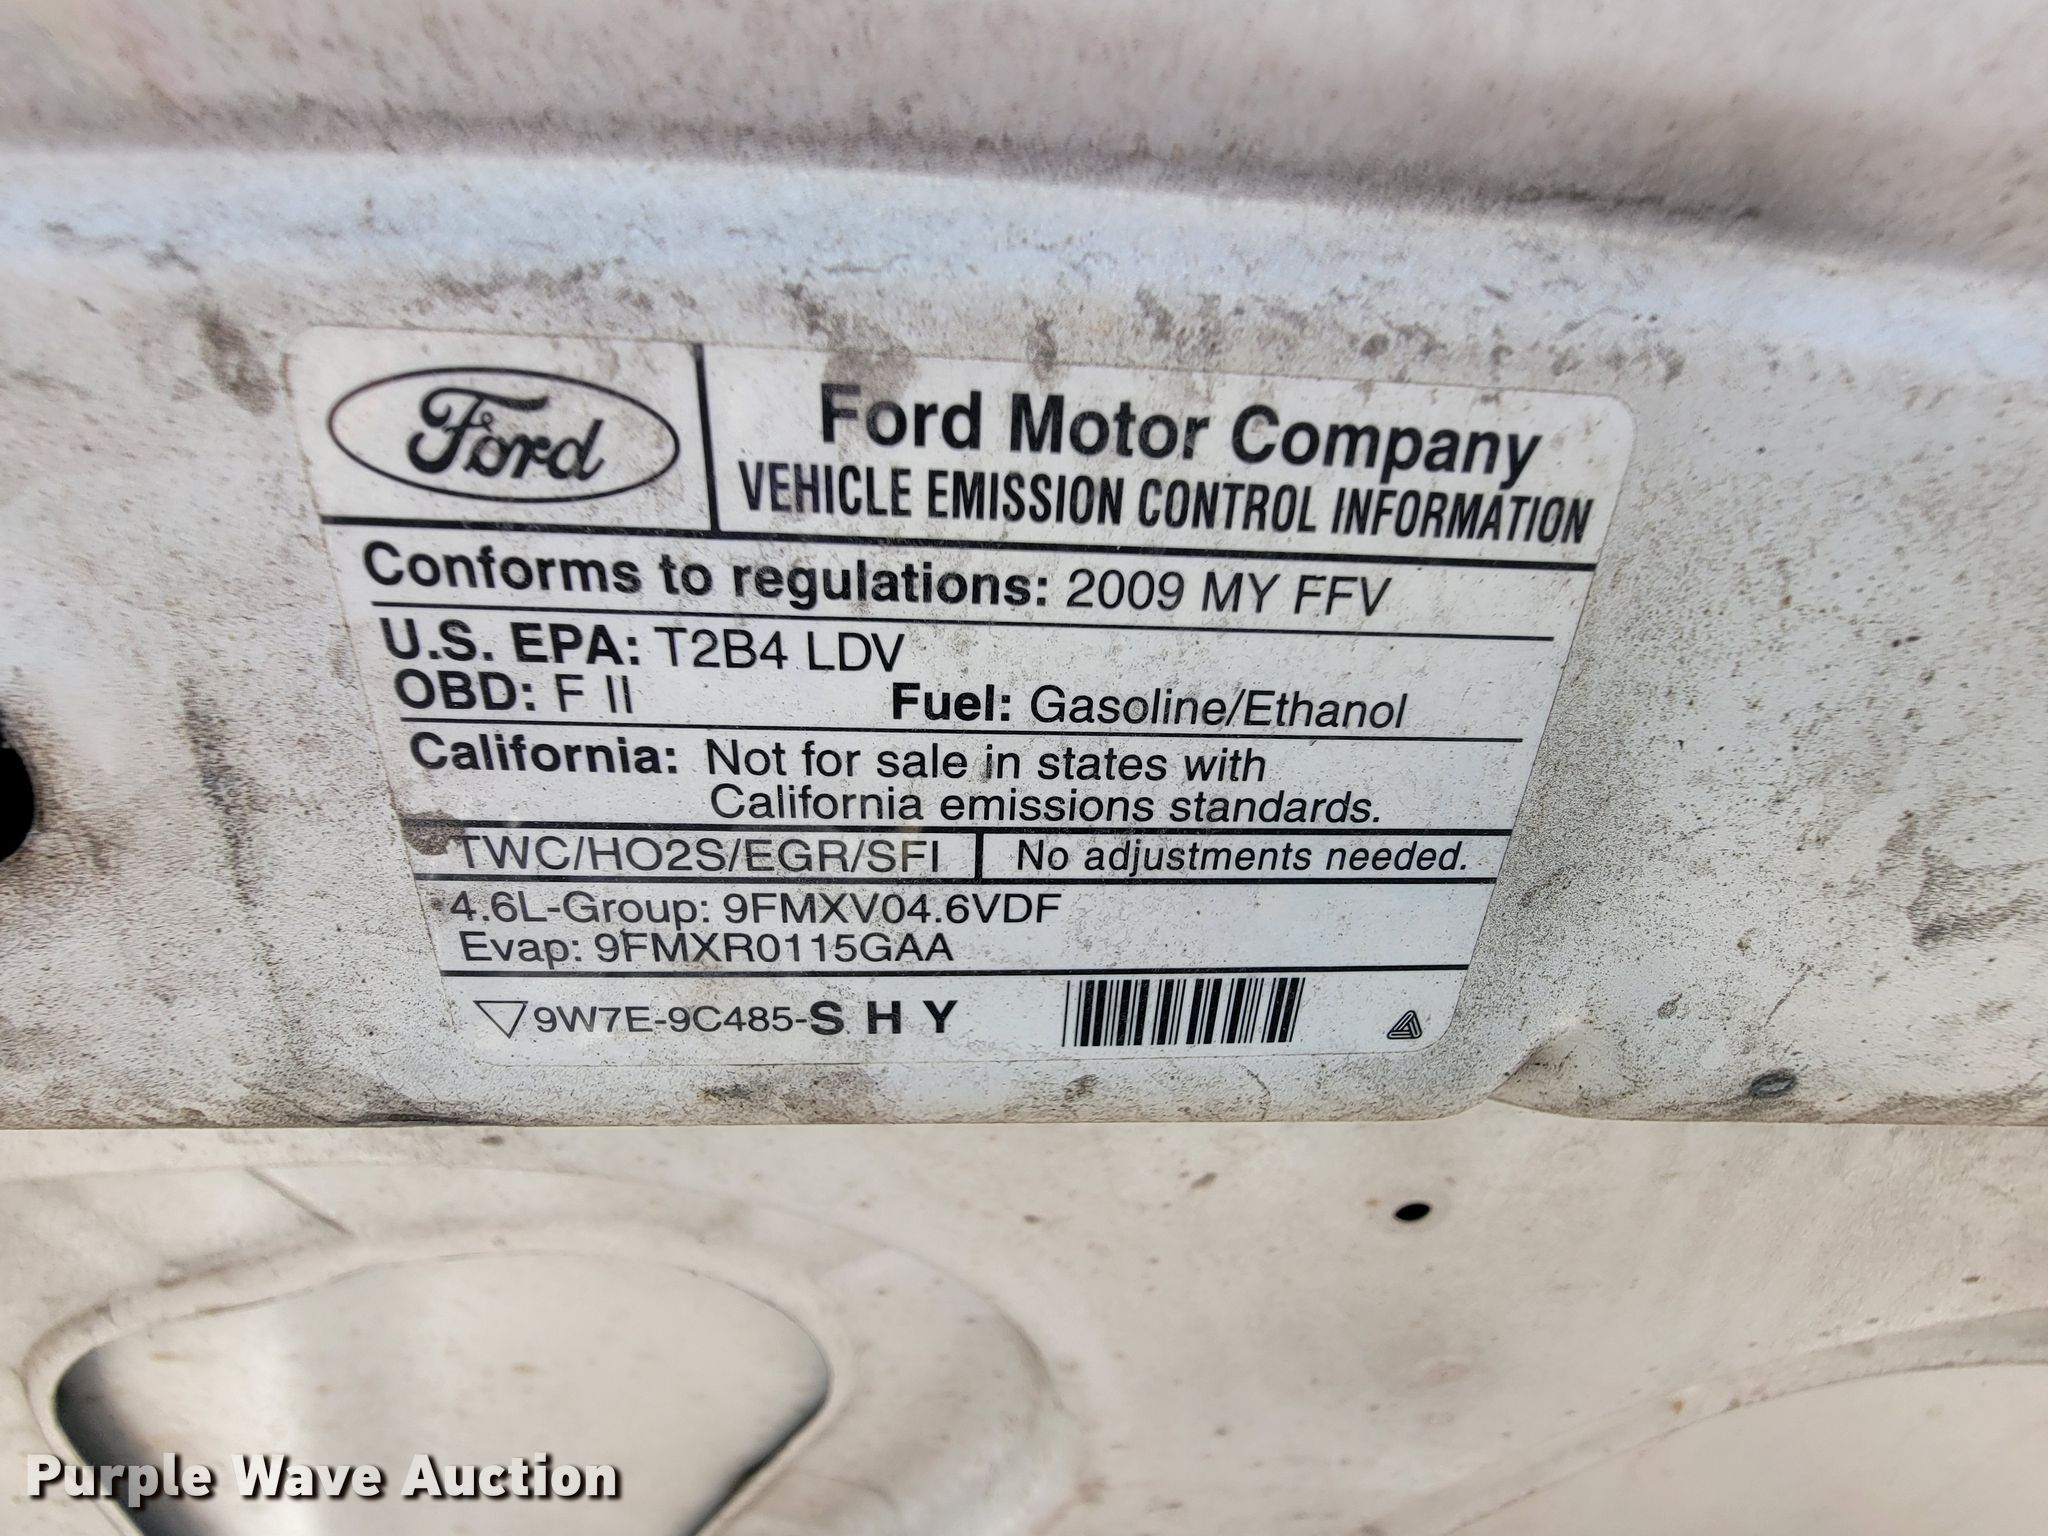 Ford
Ford Motor Company
VEHICLE EMISSION CONTROL INFORMATION
Conforms to regulations: 2009 MY FFV
U.S. EPA: T2B4 LDV
OBD: F II Fuel: Gasoline/Ethanol
California: Not for sale in states with
California emissions standards.
TWC/HO2S/EGR/SFI No adjustments needed.
4.6L-Group: 9FMXV04.6VDF
Evap: 9FMXR0115GAA
9W7E-9C485-S H Y
Purple Wave Auction